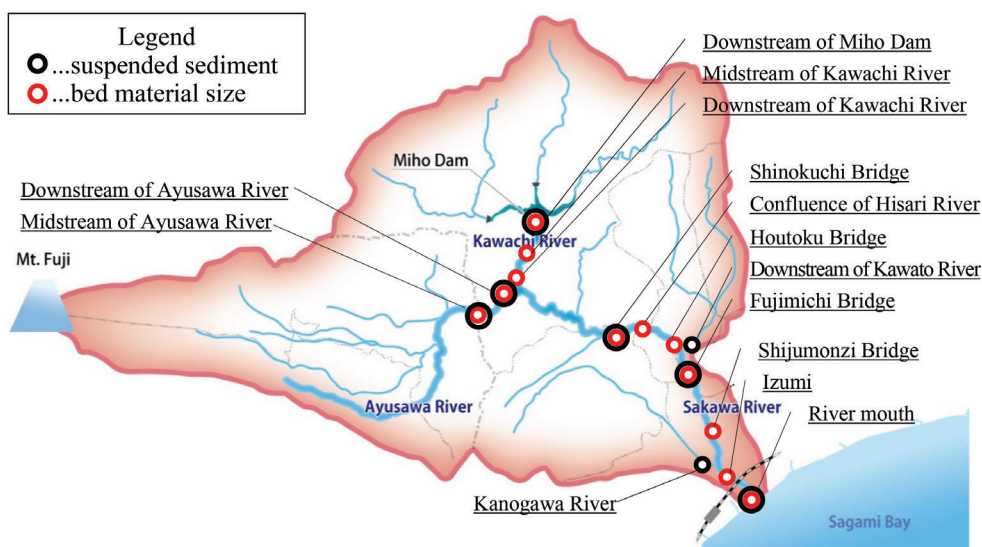 Legend
...suspended sediment
...bed material size
Downstream of Miho Dam
Midstream of Kawachi River
Downstream of Kawachi River
Miho Dam
Shinokuchi Bridge
Downstream of Ayusawa River
Confluence of Hisari River
Midstream of Ayusawa River
Houtoku Bridge
Kawachi River
Mt. Fuji
Downstream of Kawato River
Fujimichi Bridge
Shijumonzi Bridge
Izumi
Ayusawa River
Sakawa River
River mouth
Kanogawa River
Sagami Bay